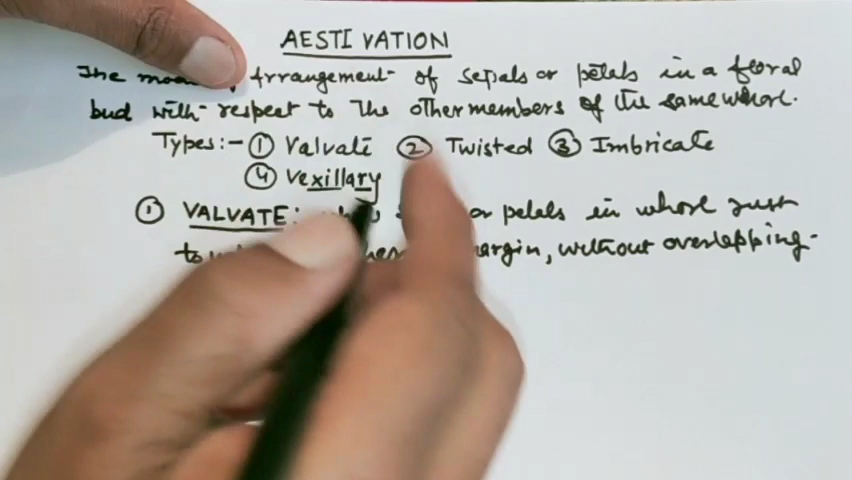 AESTIVATION
The arrangement of sepals or petals in a floral
bud with respect to the other members of the same whorl.
Types:- ① Valvate ② Twisted ③ Imbricate
④ Vexillary
① VALVATE: or petals in whorl just
margin, without overlapping.